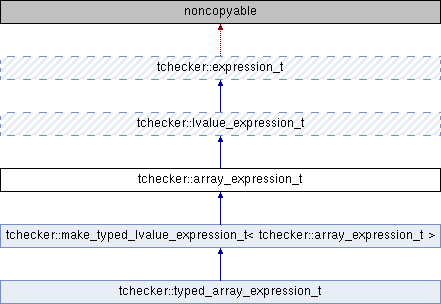 noncopyable
tchecker::expression_t
tchecker::lvalue_expression_t
tchecker::array_expression_t
tchecker::make_typed_lvalue_expression_t< tchecker::array_expression_t >
tchecker::typed_array_expression_t